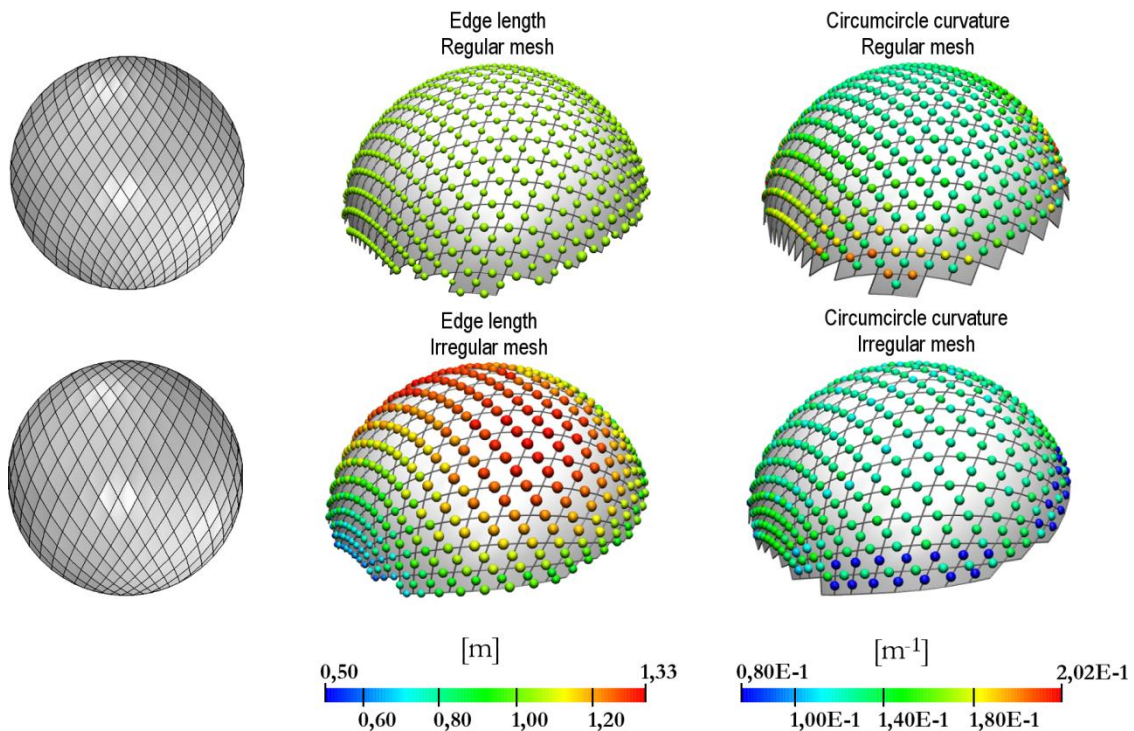 Edge length
Regular mesh
Circumcircle curvature
Regular mesh
Edge length
Irregular mesh
Circumcircle curvature
Irregular mesh
[m]
[m-1]
0,50
1,33
0,60
0,80
1,00
1,20
0,80E-1
2,02E-1
1,00E-1
1,40E-1
1,80E-1